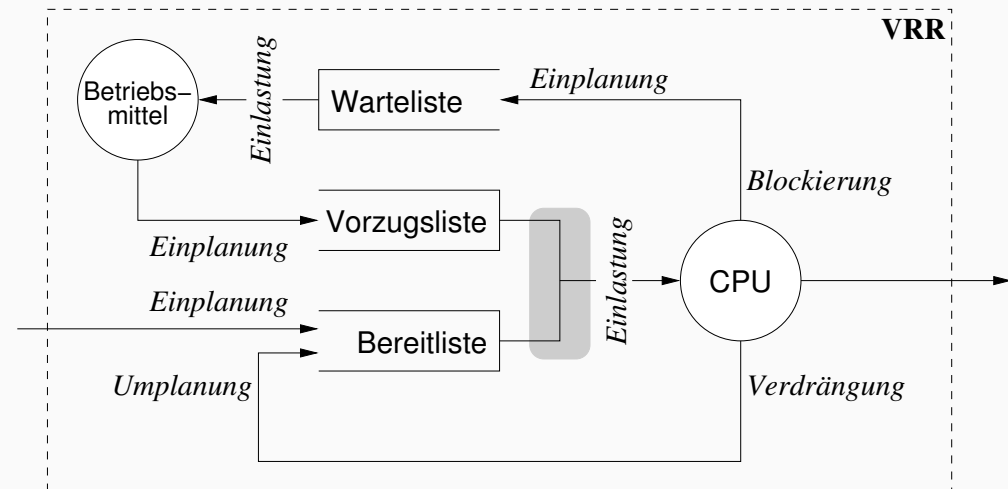 VRR
Betriebs–
mittel
Einlastung
Warteliste
Einplanung
Blockierung
Vorzugsliste
Einplanung
Einlastung
CPU
Einplanung
Bereitliste
Umplanung
Verdrängung